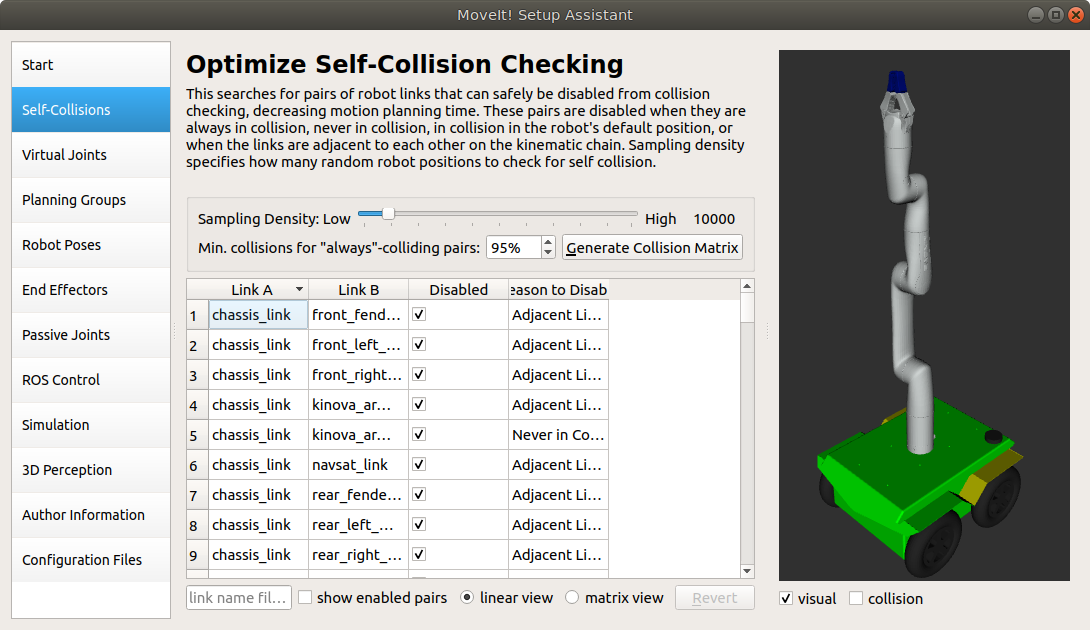 MoveIt! Setup Assistant
Start
Self-Collisions
Virtual Joints
Planning Groups
Robot Poses
End Effectors
Passive Joints
ROS Control
Simulation
3D Perception
Author Information
Configuration Files
Optimize Self-Collision Checking
This searches for pairs of robot links that can safely be disabled from collision
checking, decreasing motion planning time. These pairs are disabled when they are
always in collision, never in collision, in collision in the robot's default position, or
when the links are adjacent to each other on the kinematic chain. Sampling density
specifies how many random robot positions to check for self collision.
Sampling Density: Low High 10000
Min. collisions for "always"-colliding pairs: 95% Generate Collision Matrix
Link A Link B Disabled eason to Disab
1 chassis_link front_fend... Adjacent Li...
2 chassis_link front_left_... Adjacent Li...
3 chassis_link front_right... Adjacent Li...
4 chassis_link kinova_ar... Adjacent Li...
5 chassis_link kinova_ar... Never in Co...
6 chassis_link navsat_link Adjacent Li...
7 chassis_link rear_fende... Adjacent Li...
8 chassis_link rear_left_... Adjacent Li...
9 chassis_link rear_right_... Adjacent Li...
link name fil... show enabled pairs linear view matrix view Revert
visual collision